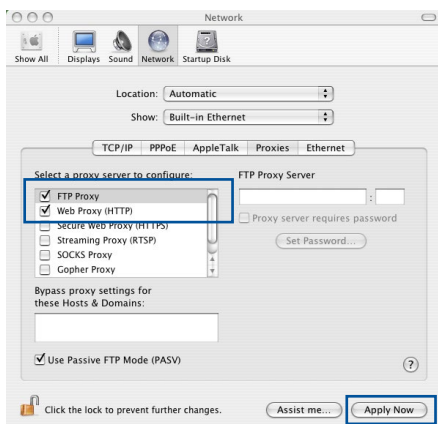 Network
Show All Displays Sound Network Startup Disk
Location: Automatic
Show: Built-in Ethernet
TCP/IP PPPoE AppleTalk Proxies Ethernet
Select a proxy server to configure: FTP Proxy Server
FTP Proxy
:
Web Proxy (HTTP)
Proxy server requires password
Secure Web Proxy (HTTPS)
Streaming Proxy (RTSP) Set Password...
SOCKS Proxy
Gopher Proxy
Bypass proxy settings for
these Hosts & Domains:
Use Passive FTP Mode (PASV) ?
Click the lock to prevent further changes. Assist me... Apply Now